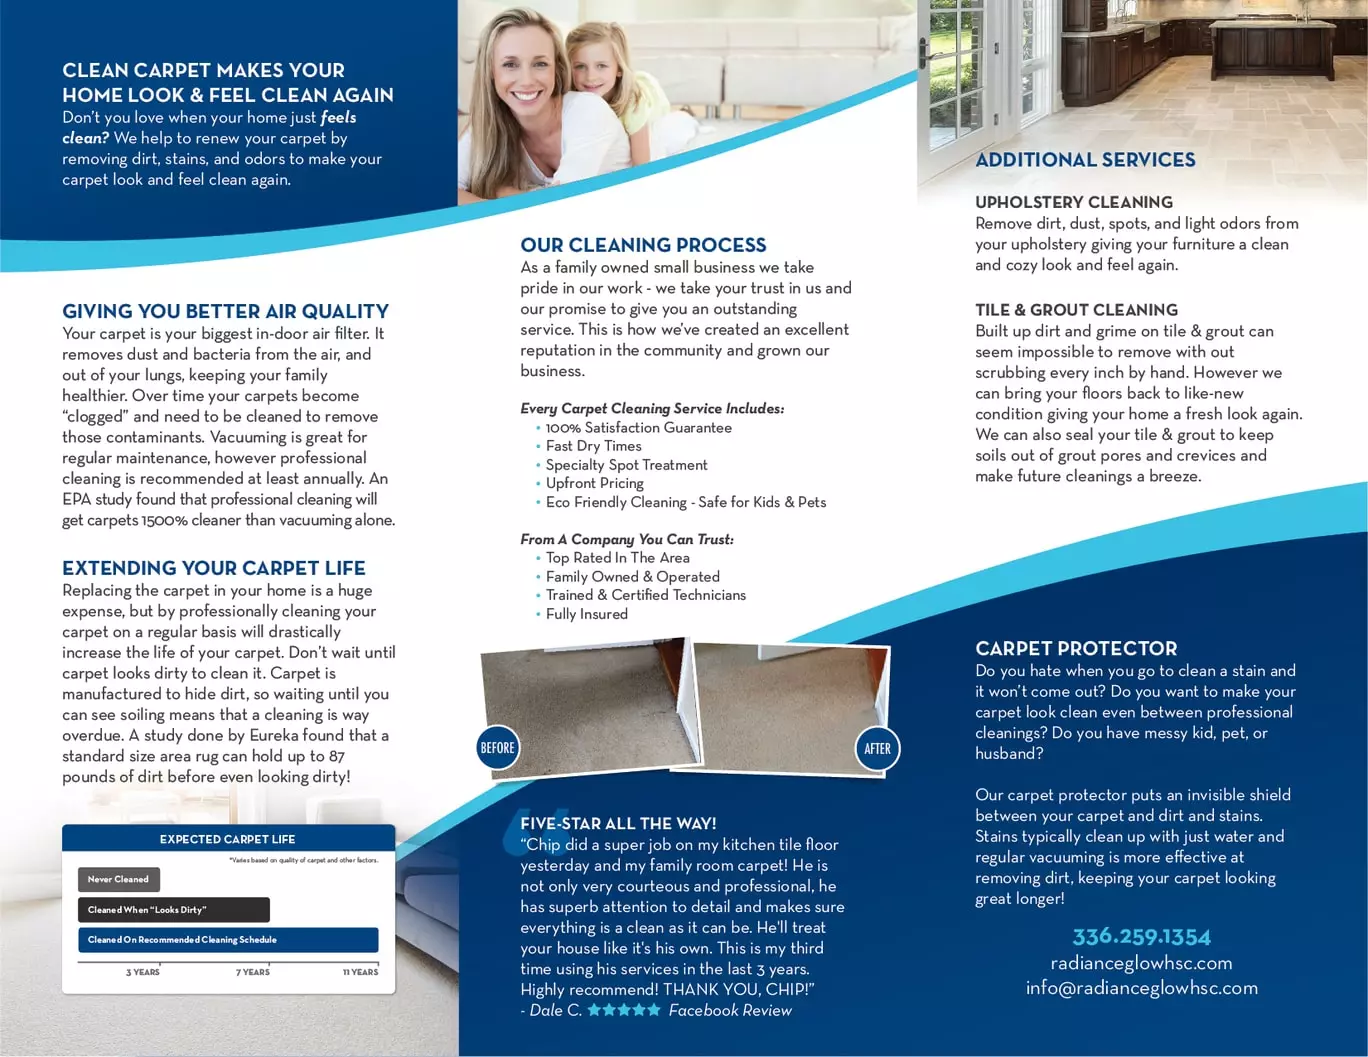 CLEAN CARPET MAKES YOUR
HOME LOOK & FEEL CLEAN AGAIN
Don't you love when your home just feels
clean? We help to renew your carpet by
removing dirt, stains, and odors to make your
carpet look and feel clean again.
GIVING YOU BETTER AIR QUALITY
Your carpet is your biggest in-door air filter. It
removes dust and bacteria from the air, and
out of your lungs, keeping your family
healthier. Over time your carpets become
“clogged” and need to be cleaned to remove
those contaminants. Vacuuming is great for
regular maintenance, however professional
cleaning is recommended at least annually. An
EPA study found that professional cleaning will
get carpets 1500% cleaner than vacuuming alone.
EXTENDING YOUR CARPET LIFE
Replacing the carpet in your home is a huge
expense, but by professionally cleaning your
carpet on a regular basis will drastically
increase the life of your carpet. Don't wait until
carpet looks dirty to clean it. Carpet is
manufactured to hide dirt, so waiting until you
can see soiling means that a cleaning is way
overdue. A study done by Eureka found that a
standard size area rug can hold up to 87
pounds of dirt before even looking dirty!
EXPECTED CARPET LIFE
*Varies based on quality of carpet and other factors.
Never Cleaned
Cleaned When “Looks Dirty”
Cleaned On Recommended Cleaning Schedule
3 YEARS 7 YEARS 11 YEARS
OUR CLEANING PROCESS
As a family owned small business we take
pride in our work - we take your trust in us and
our promise to give you an outstanding
service. This is how we've created an excellent
reputation in the community and grown our
business.
Every Carpet Cleaning Service Includes:
• 100% Satisfaction Guarantee
• Fast Dry Times
• Specialty Spot Treatment
• Upfront Pricing
• Eco Friendly Cleaning - Safe for Kids & Pets
From A Company You Can Trust:
• Top Rated In The Area
• Family Owned & Operated
• Trained & Certified Technicians
• Fully Insured
BEFORE
AFTER
FIVE-STAR ALL THE WAY!
“Chip did a super job on my kitchen tile floor
yesterday and my family room carpet! He is
not only very courteous and professional, he
has superb attention to detail and makes sure
everything is a clean as it can be. He'll treat
your house like it's his own. This is my third
time using his services in the last 3 years.
Highly recommend! THANK YOU, CHIP!”
- Dale C. ★★★★★ Facebook Review
ADDITIONAL SERVICES
UPHOLSTERY CLEANING
Remove dirt, dust, spots, and light odors from
your upholstery giving your furniture a clean
and cozy look and feel again.
TILE & GROUT CLEANING
Built up dirt and grime on tile & grout can
seem impossible to remove with out
scrubbing every inch by hand. However we
can bring your floors back to like-new
condition giving your home a fresh look again.
We can also seal your tile & grout to keep
soils out of grout pores and crevices and
make future cleanings a breeze.
CARPET PROTECTOR
Do you hate when you go to clean a stain and
it won't come out? Do you want to make your
carpet look clean even between professional
cleanings? Do you have messy kid, pet, or
husband?
Our carpet protector puts an invisible shield
between your carpet and dirt and stains.
Stains typically clean up with just water and
regular vacuuming is more effective at
removing dirt, keeping your carpet looking
great longer!
336.259.1354
radianceglowhsc.com
info@radianceglowhsc.com